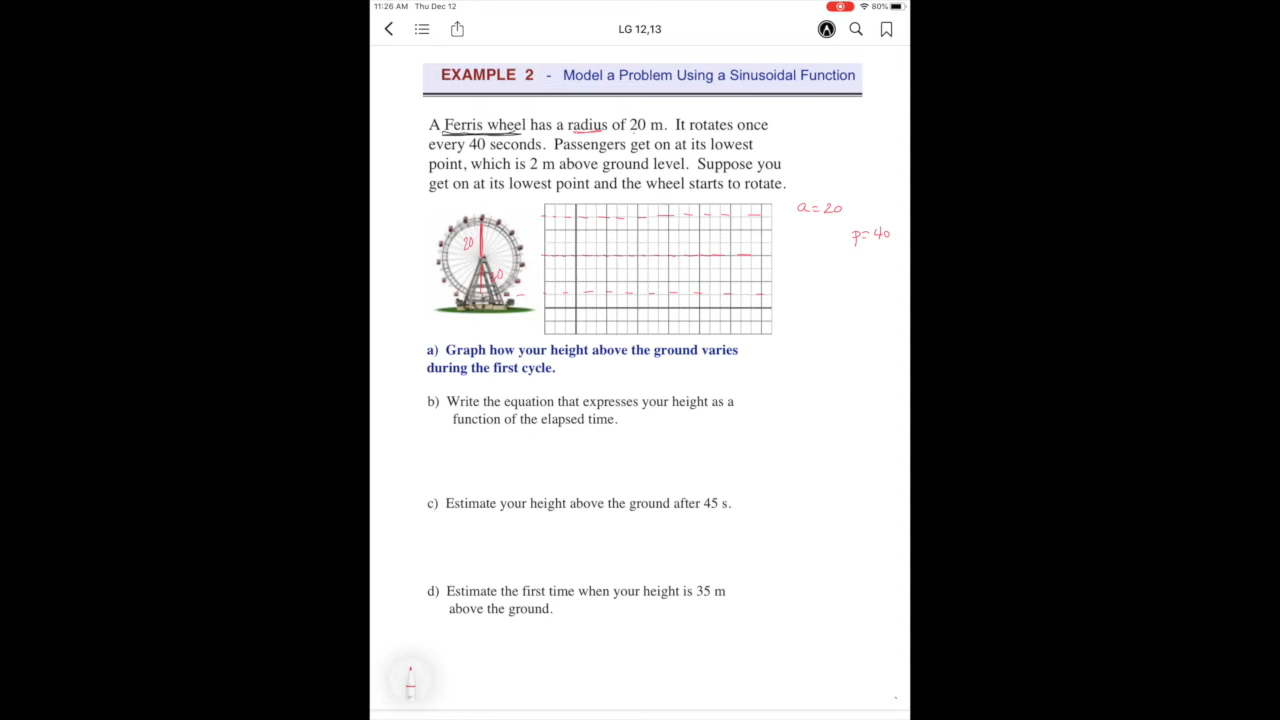 11:26 AM Thu Dec 12
80%
LG 12,13
EXAMPLE 2 - Model a Problem Using a Sinusoidal Function
A Ferris wheel has a radius of 20 m. It rotates once
every 40 seconds. Passengers get on at its lowest
point, which is 2 m above ground level. Suppose you
get on at its lowest point and the wheel starts to rotate.
a=20
p=40
20
20
a) Graph how your height above the ground varies
during the first cycle.
b) Write the equation that expresses your height as a
function of the elapsed time.
c) Estimate your height above the ground after 45 s.
d) Estimate the first time when your height is 35 m
above the ground.